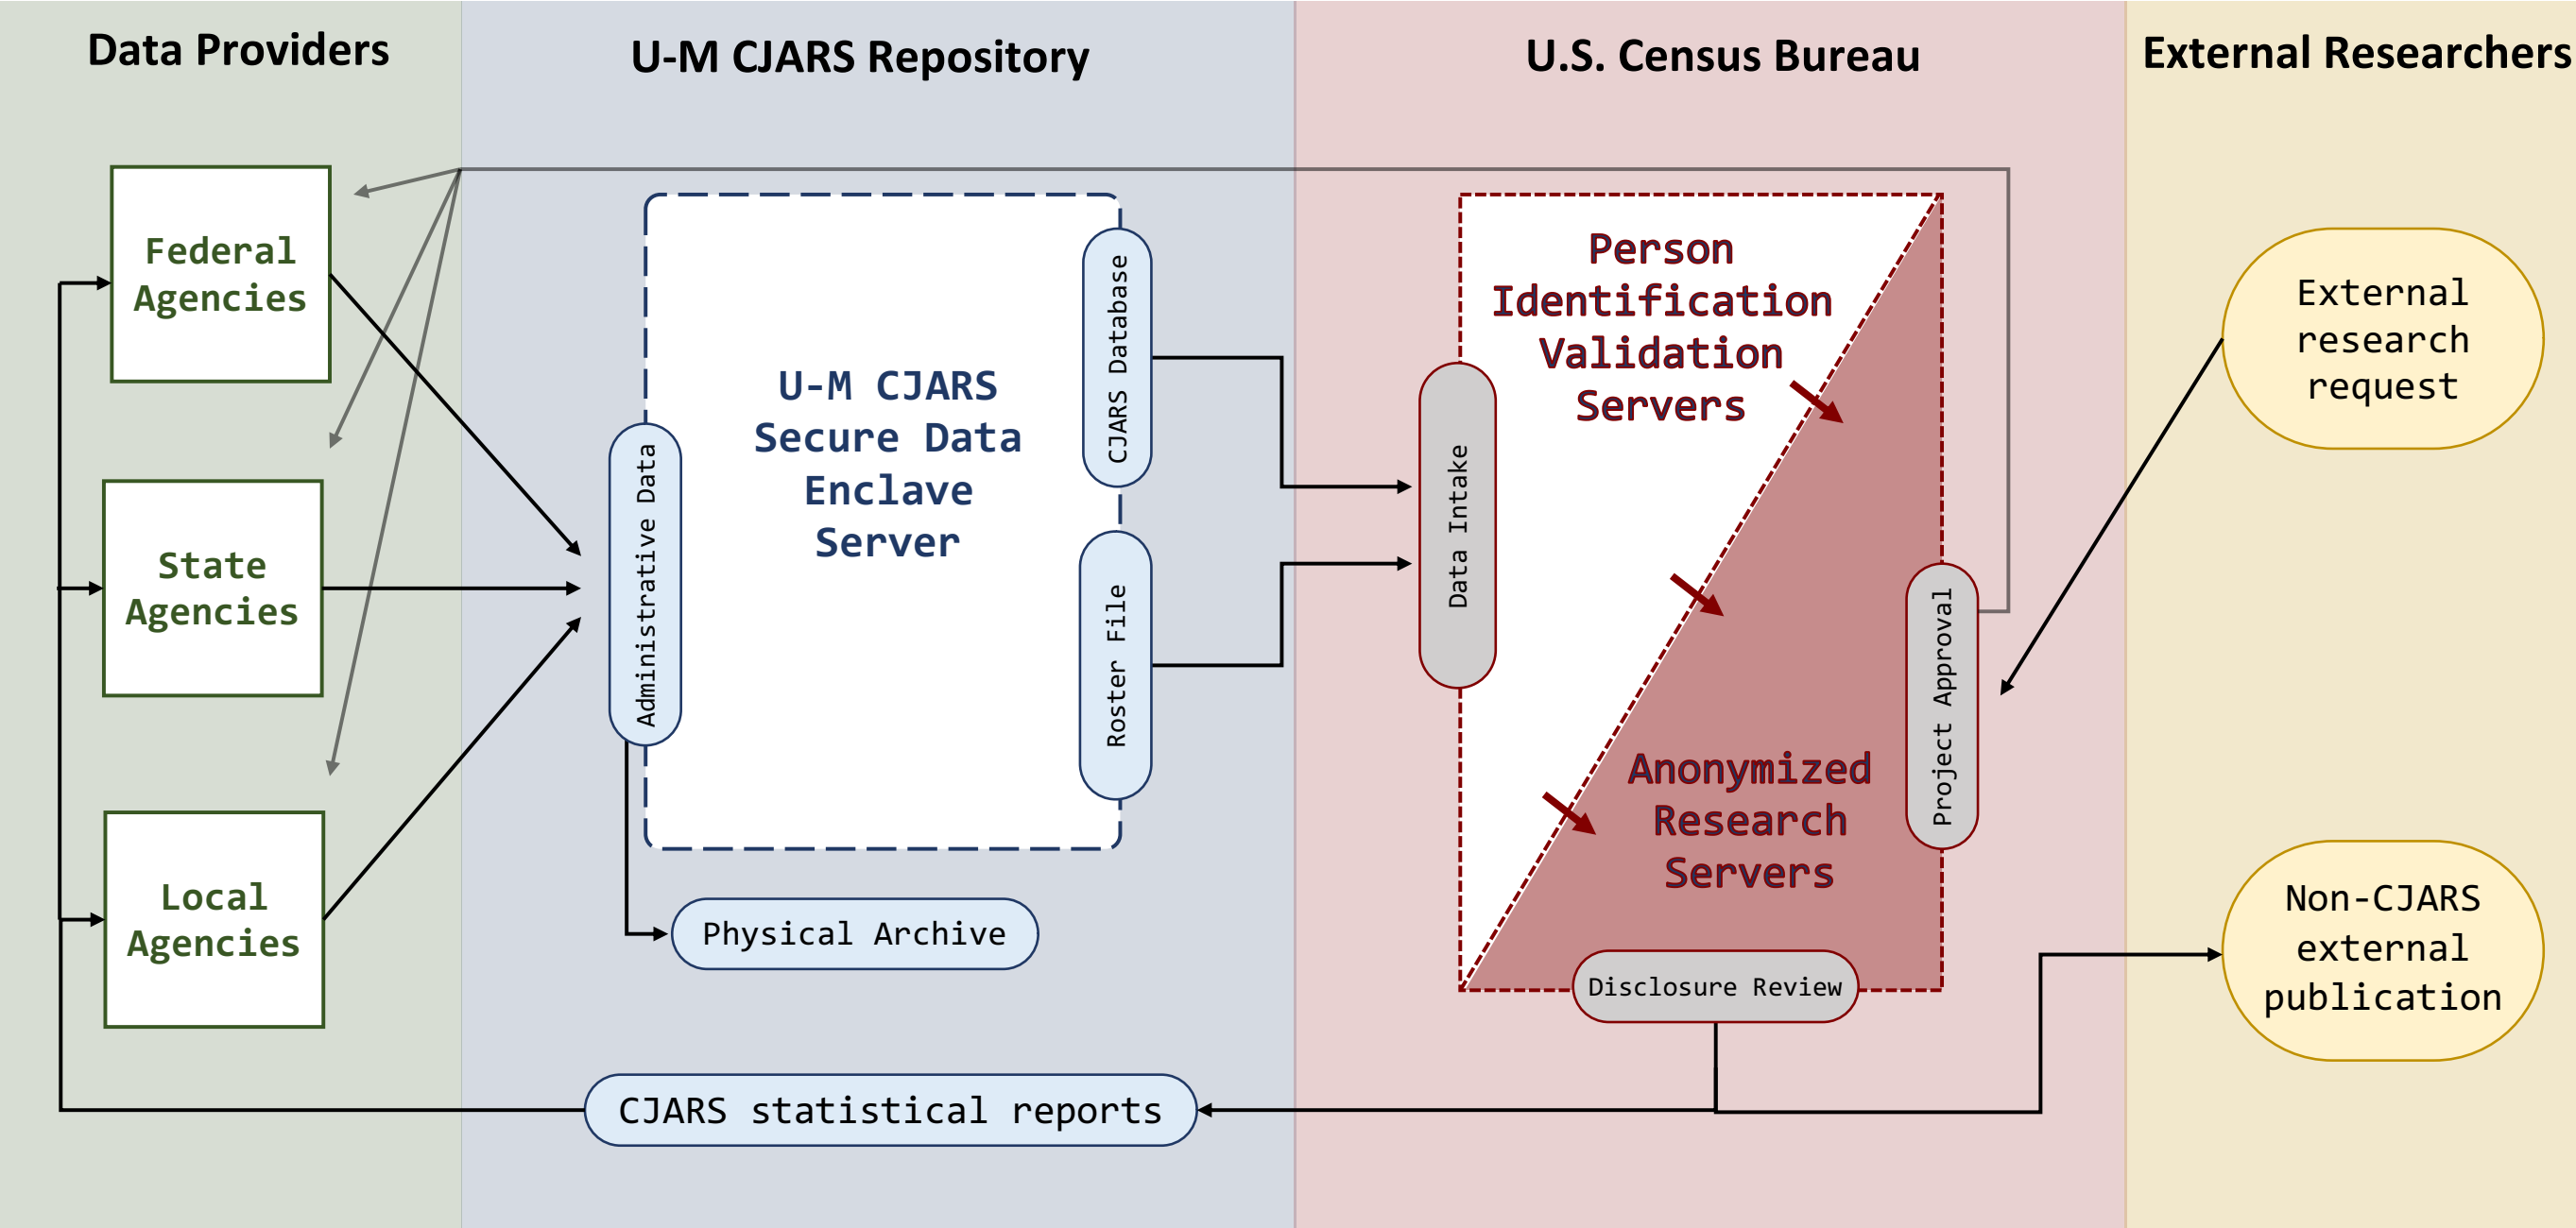 Data Providers
U-M CJARS Repository
U.S. Census Bureau
External Researchers
Federal
Agencies
State
Agencies
Local
Agencies
Administrative Data
U-M CJARS
Secure Data
Enclave
Server
CJARS Database
Roster File
Physical Archive
CJARS statistical reports
Data Intake
Person
Identification
Validation
Servers
Anonymized
Research
Servers
Project Approval
Disclosure Review
External
research
request
Non-CJARS
external
publication